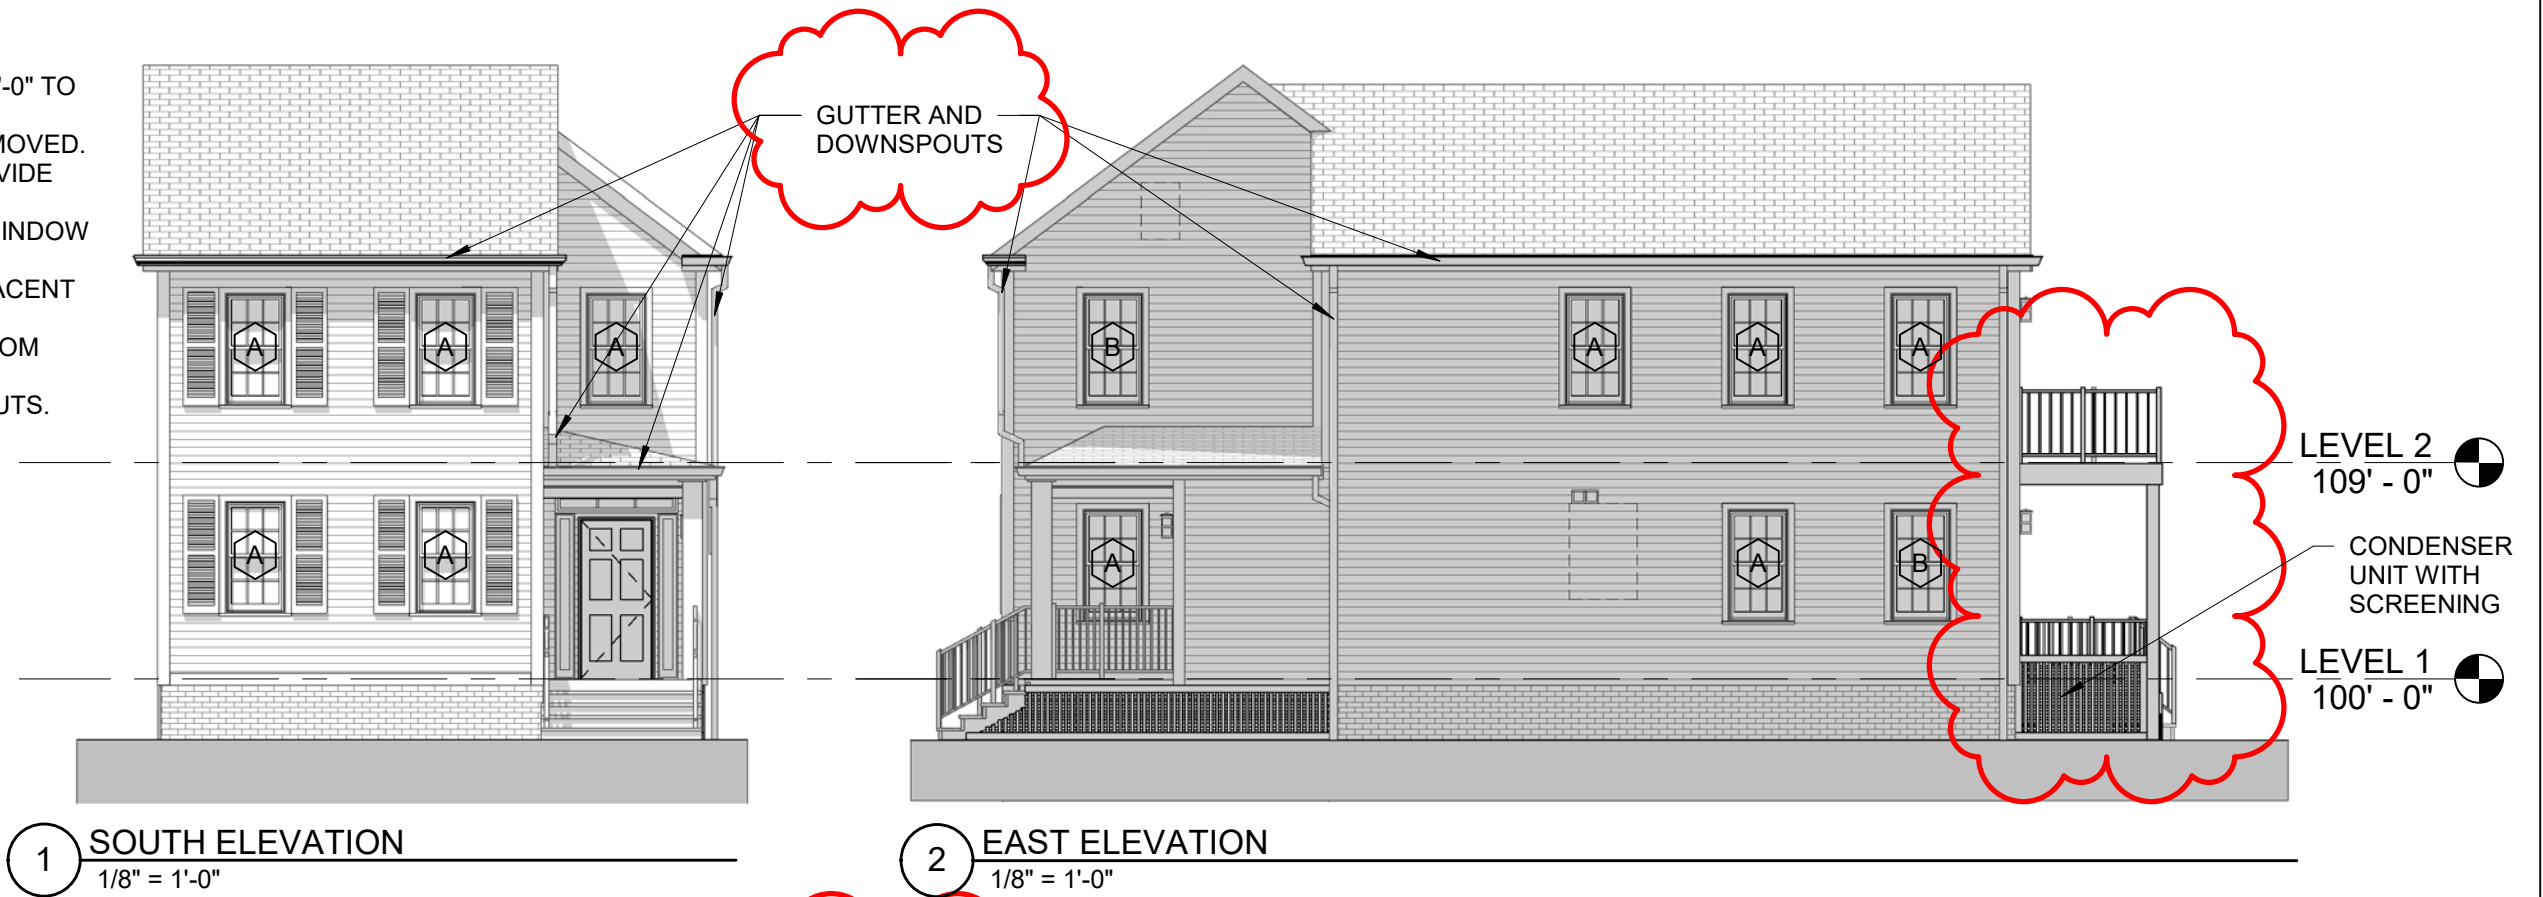 '-0" TO
MOVED.
VIDE
INDOW
ACENT
OM
UTS.
GUTTER AND
DOWNSPOUTS
A
A
A
A
A
B
A
A
A
A
A
B
LEVEL 2
109' - 0"
CONDENSER
UNIT WITH
SCREENING
LEVEL 1
100' - 0"
1
SOUTH ELEVATION
1/8" = 1'-0"
2
EAST ELEVATION
1/8" = 1'-0"